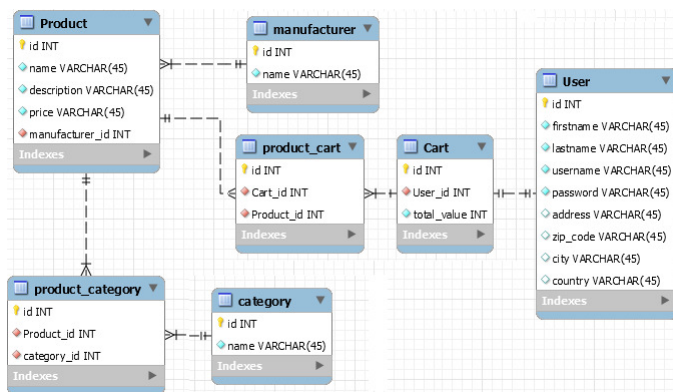 Product
id INT
name VARCHAR(45)
description VARCHAR(45)
price VARCHAR(45)
manufacturer_id INT
Indexes
manufacturer
id INT
name VARCHAR(45)
Indexes
product_cart
id INT
Cart_id INT
Product_id INT
Indexes
Cart
id INT
User_id INT
total_value INT
Indexes
User
id INT
firstname VARCHAR(45)
lastname VARCHAR(45)
username VARCHAR(45)
password VARCHAR(45)
address VARCHAR(45)
zip_code VARCHAR(45)
city VARCHAR(45)
country VARCHAR(45)
Indexes
product_category
id INT
Product_id INT
category_id INT
Indexes
category
id INT
name VARCHAR(45)
Indexes